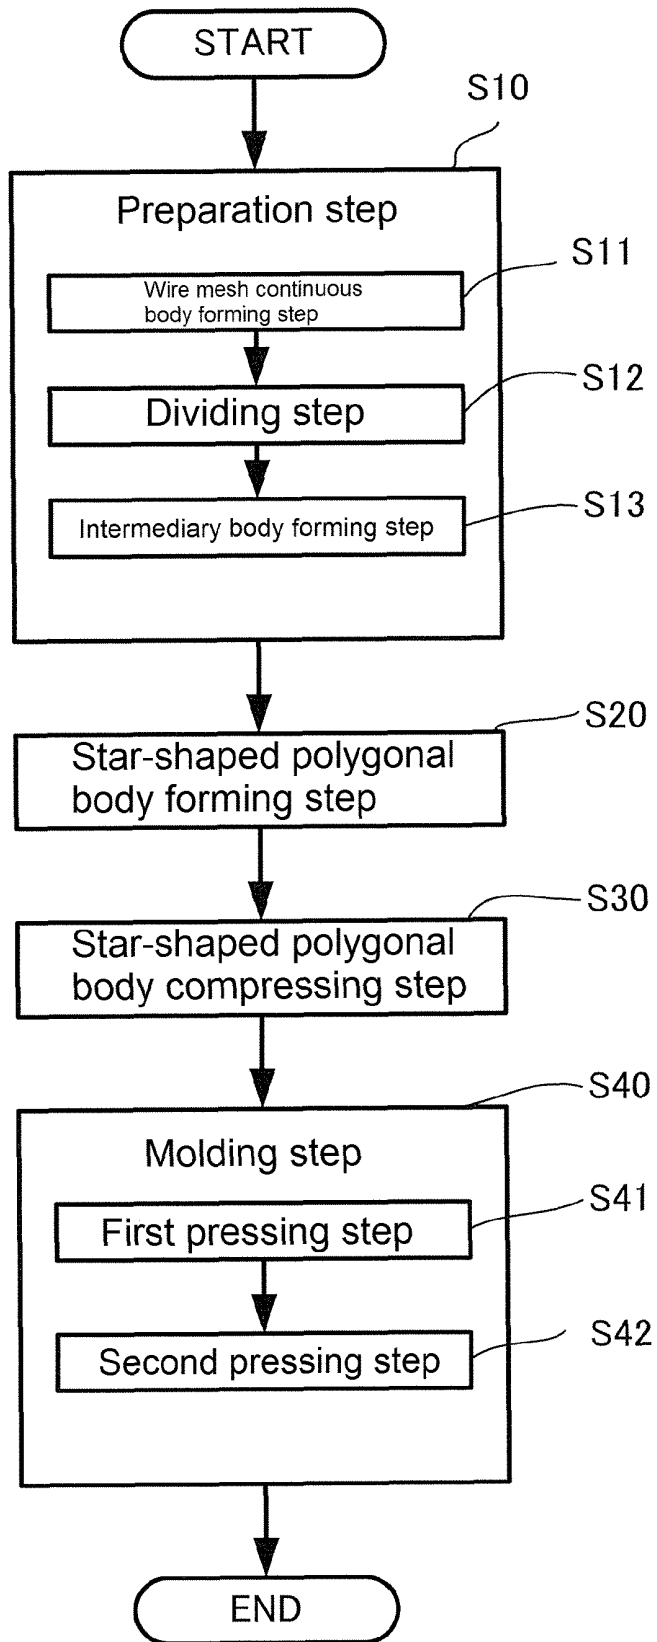 START
S10
Preparation step
S11
Wire mesh continuous
body forming step
S12
Dividing step
S13
Intermediary body forming step
S20
Star-shaped polygonal
body forming step
S30
Star-shaped polygonal
body compressing step
S40
Molding step
S41
First pressing step
S42
Second pressing step
END